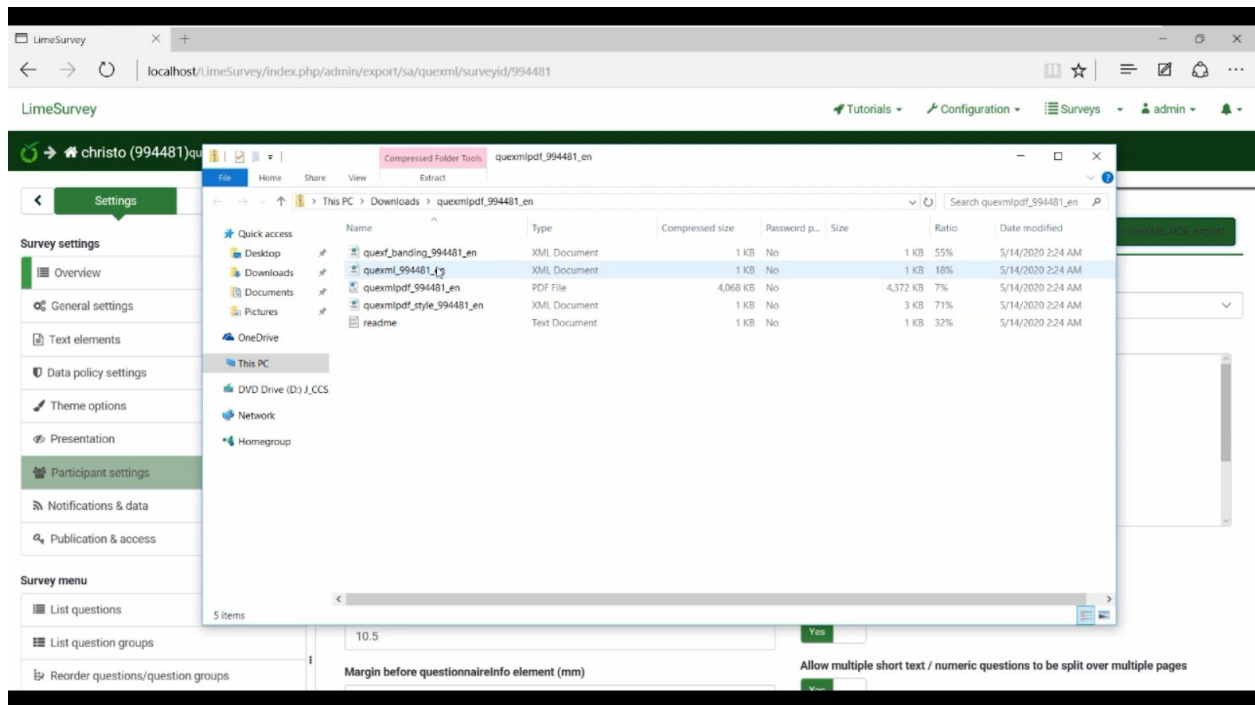 LimeSurvey
localhost/LimeSurvey/index.php/admin/export/sa/quexml/surveyid/994481
LimeSurvey
Tutorials
Configuration
Surveys
admin
christo (994481)qu
Compressed Folder Tools
quexmlpdf_994481_en
File
Home
Share
View
Extract
Settings
This PC > Downloads > quexmlpdf_994481_en
Search quexmlpdf_994481_en
queXML PDF export
Survey settings
Overview
General settings
Text elements
Data policy settings
Theme options
Presentation
Participant settings
Notifications & data
Publication & access
Survey menu
List questions
List question groups
Reorder questions/question groups
Quick access
Desktop
Downloads
Documents
Pictures
OneDrive
This PC
DVD Drive (D:) J_CCS
Network
Homegroup
Name Type Compressed size Password p... Size Ratio Date modified
quexf_banding_994481_en XML Document 1 KB No 1 KB 55% 5/14/2020 2:24 AM
quexml_994481_en XML Document 1 KB No 1 KB 18% 5/14/2020 2:24 AM
quexmlpdf_994481_en PDF File 4,068 KB No 4,372 KB 7% 5/14/2020 2:24 AM
quexmlpdf_style_994481_en XML Document 1 KB No 3 KB 71% 5/14/2020 2:24 AM
readme Text Document 1 KB No 1 KB 32% 5/14/2020 2:24 AM
5 items
10.5
Yes
Margin before questionnaireInfo element (mm)
Allow multiple short text / numeric questions to be split over multiple pages
Yes